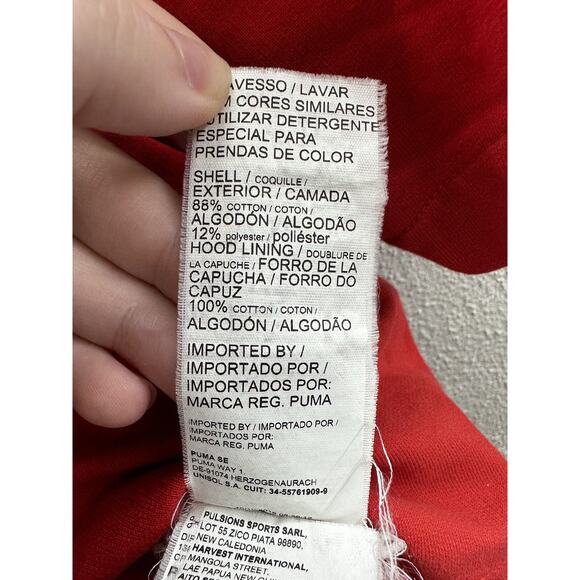 AVESSO / LAVAR
M CORES SIMILARES
UTILIZAR DETERGENTE
ESPECIAL PARA
PRENDAS DE COLOR
SHELL / COQUILLE /
EXTERIOR / CAMADA
88% COTTON / COTON /
ALGODÓN / ALGODÃO
12% polyester / poliéster
HOOD LINING / DOUBLURE DE
LA CAPUCHE / FORRO DE LA
CAPUCHA / FORRO DO
CAPUZ
100% COTTON / COTON /
ALGODÓN / ALGODÃO
IMPORTED BY /
IMPORTADO POR /
IMPORTADOS POR:
MARCA REG. PUMA
IMPORTED BY / IMPORTADO POR /
IMPORTADOS POR:
MARCA REG. PUMA
PUMA SE
PUMA WAY 1.
DE-91074 HERZOGENAURACH
UNISOL S.A. CUIT: 34-55761909-9
PULSIONS SPORTS SARL,
LOT 55 ZICO PIATA 98890,
NEW CALEDONIA
HARVEST INTERNATIONAL,
MANGOLA STREET,
LAE PAPUA NEW